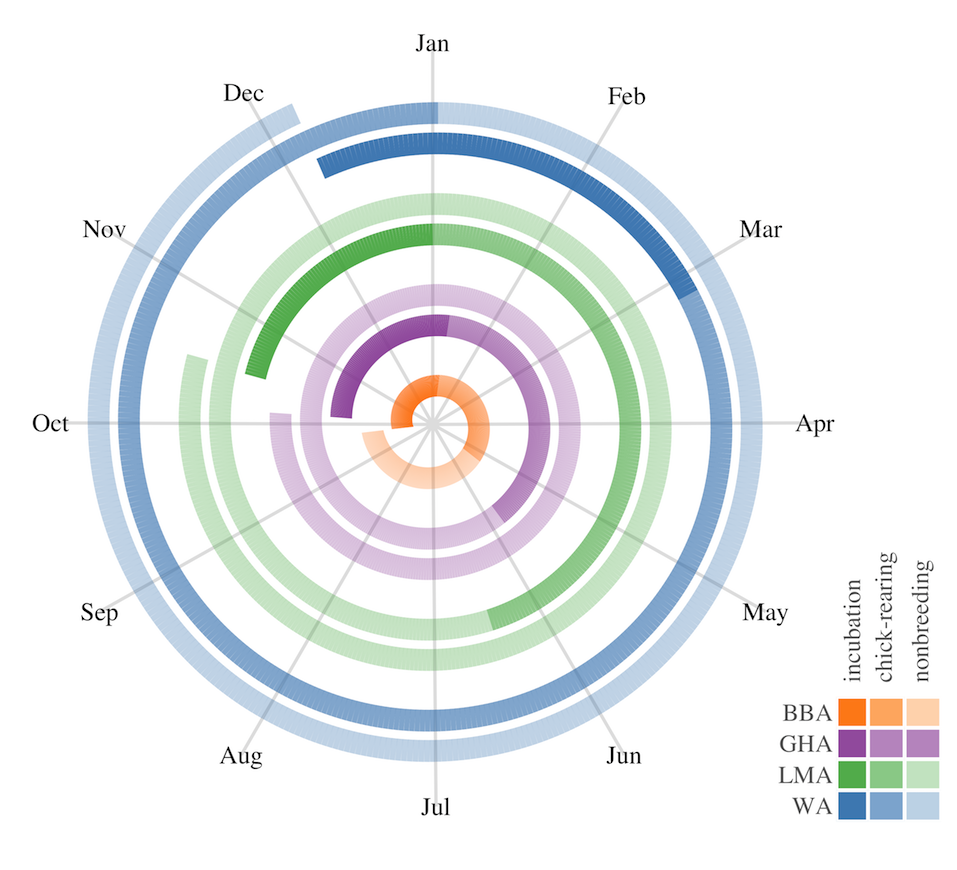 Jan
Dec
Feb
Nov
Mar
Oct
Apr
Sep
May
Aug
Jun
Jul
incubation
chick-rearing
nonbreeding
BBA
GHA
LMA
WA